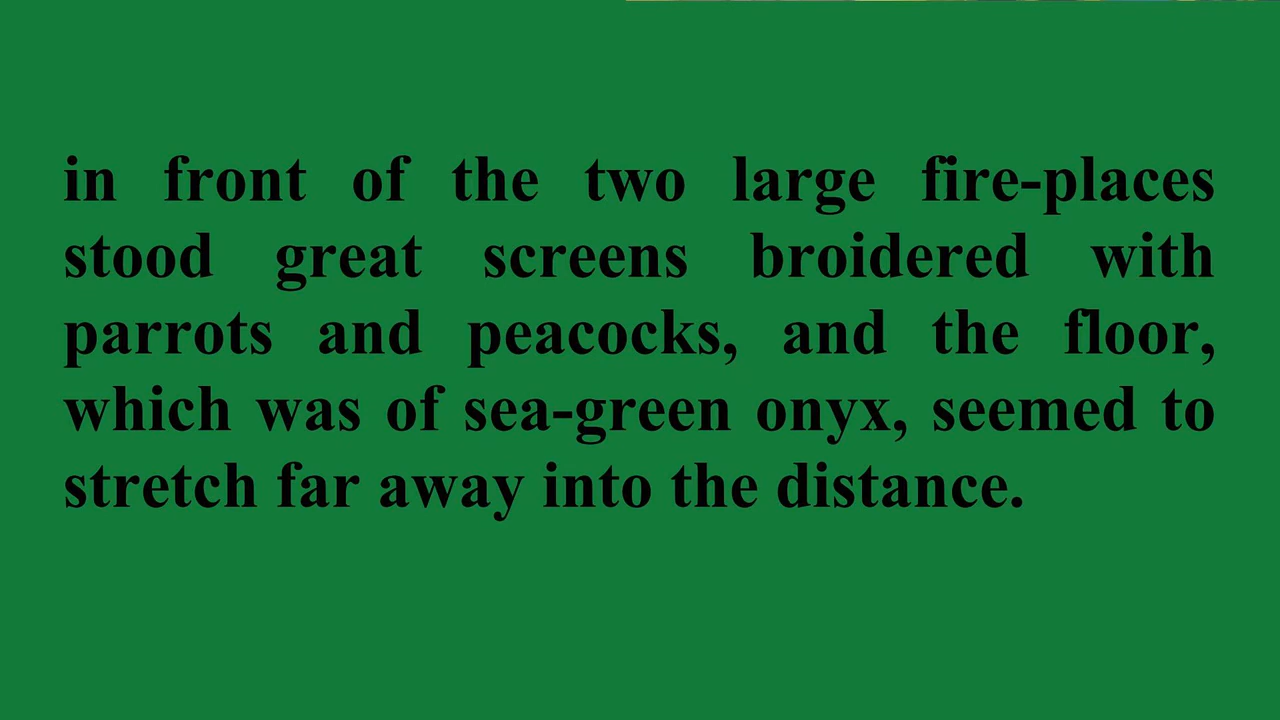 in front of the two large fire-places
stood great screens broidered with
parrots and peacocks, and the floor,
which was of sea-green onyx, seemed to
stretch far away into the distance.